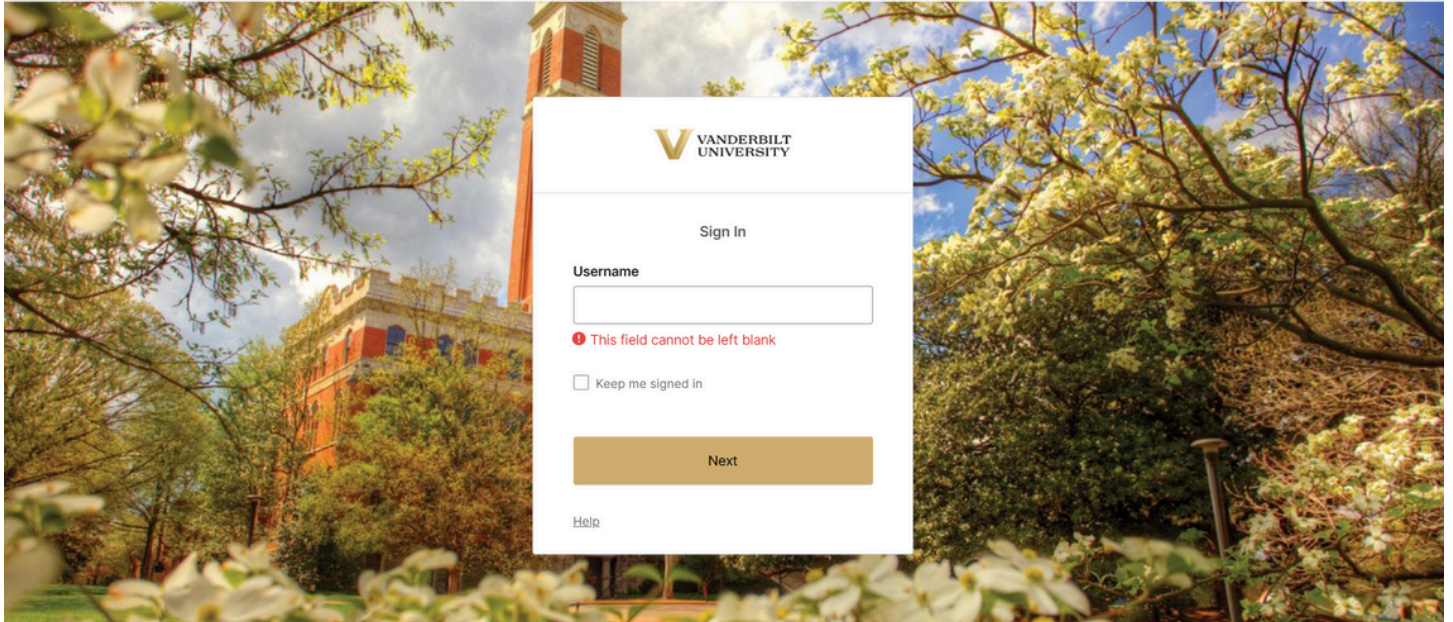 VANDERBILT
UNIVERSITY
Sign In
Username
This field cannot be left blank
Keep me signed in
Next
Help